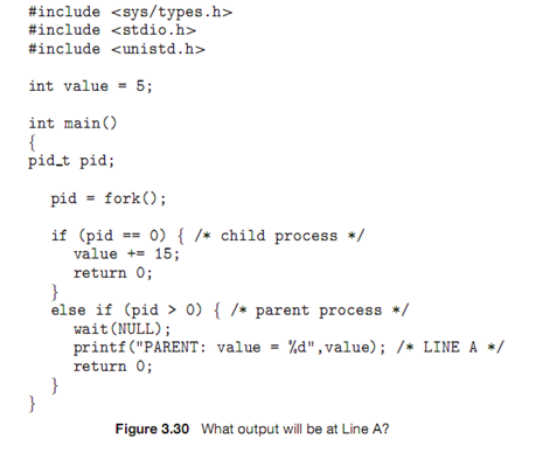 #include <sys/types.h>
#include <stdio.h>
#include <unistd.h>
int value = 5;
int main()
{
pid_t pid;
pid = fork();
if (pid == 0) { /* child process */
value += 15;
return 0;
}
else if (pid > 0) { /* parent process */
wait(NULL);
printf("PARENT: value = %d",value); /* LINE A */
return 0;
}
}
Figure 3.30 What output will be at Line A?